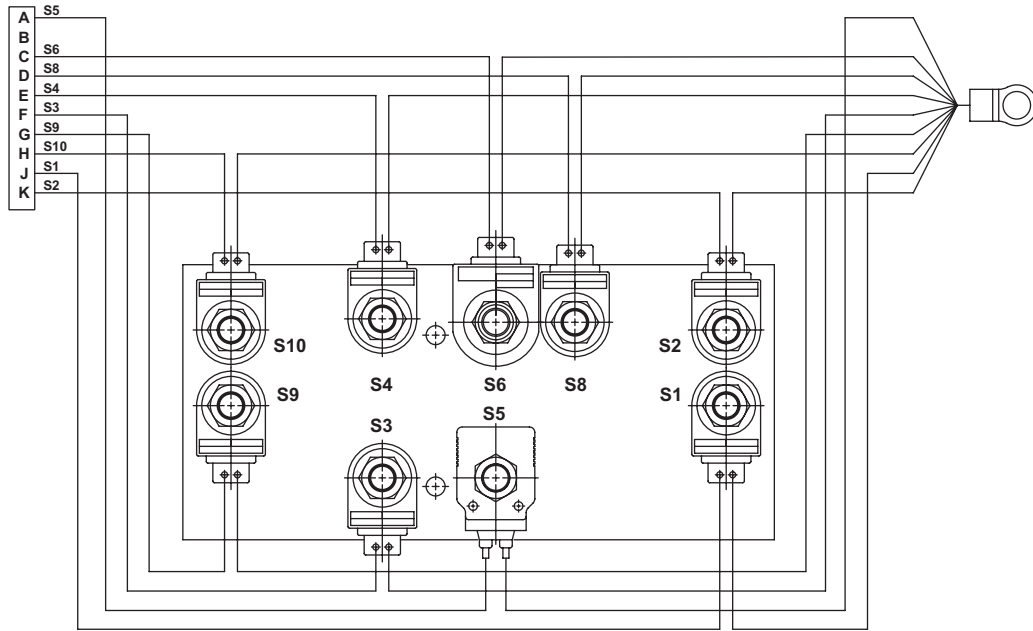 A S5
B
C S6
D S8
E S4
F S3
G S9
H S10
J S1
K S2
S10
S2
S4
S6
S8
S9
S1
S3
S5